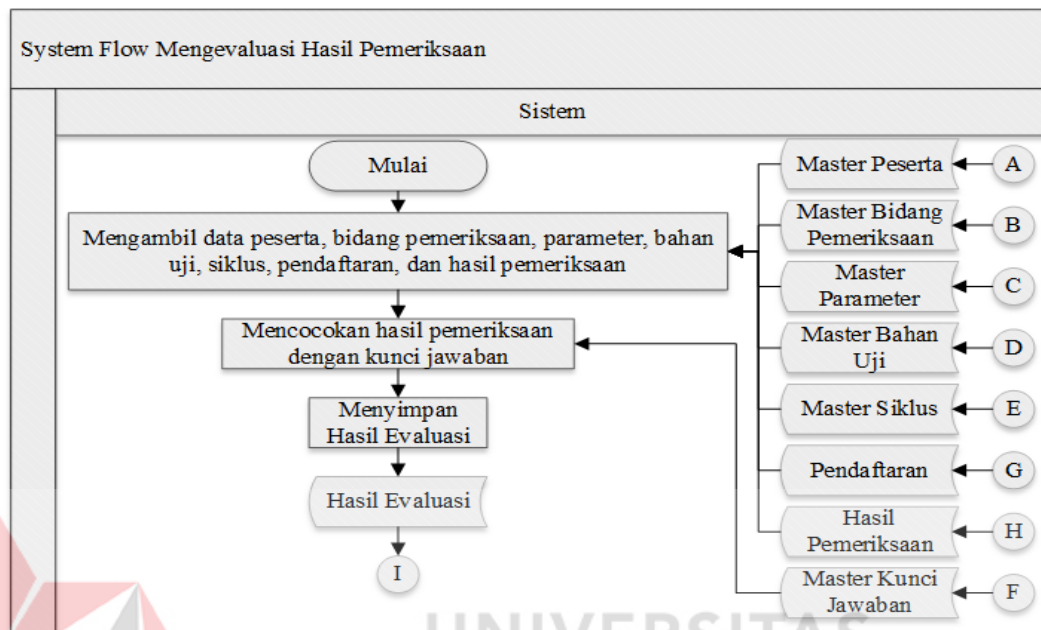 System Flow Mengevaluasi Hasil Pemeriksaan
Sistem
Mulai
Mengambil data peserta, bidang pemeriksaan, parameter, bahan
uji, siklus, pendaftaran, dan hasil pemeriksaan
Mencocokan hasil pemeriksaan
dengan kunci jawaban
Menyimpan
Hasil Evaluasi
Hasil Evaluasi
I
Master Peserta
A
Master Bidang
Pemeriksaan
B
Master
Parameter
C
Master Bahan
Uji
D
Master Siklus
E
Pendaftaran
G
Hasil
Pemeriksaan
H
Master Kunci
Jawaban
F
UNIVERSITAS